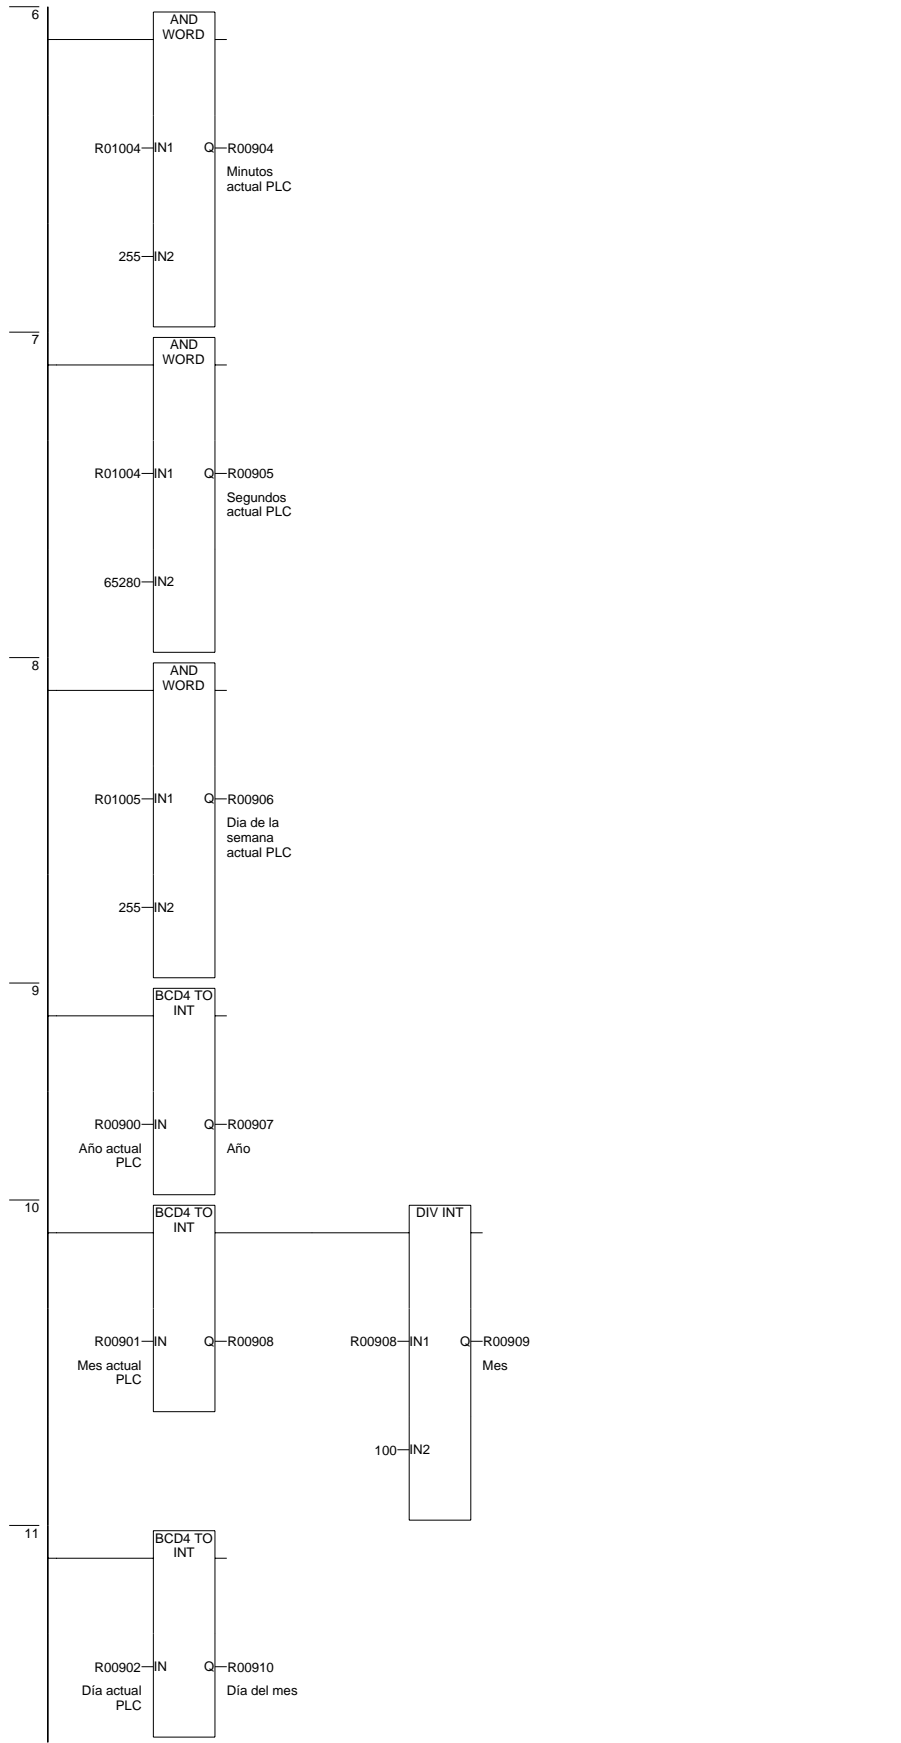 6
AND
WORD
R01004 IN1 Q R00904
Minutos
actual PLC
255 IN2
7
AND
WORD
R01004 IN1 Q R00905
Segundos
actual PLC
65280 IN2
8
AND
WORD
R01005 IN1 Q R00906
Dia de la
semana
actual PLC
255 IN2
9
BCD4 TO
INT
R00900 IN Q R00907
Año actual
PLC
Año
10
BCD4 TO
INT
DIV INT
R00901 IN Q R00908
R00908 IN1 Q R00909
Mes actual
PLC
Mes
100 IN2
11
BCD4 TO
INT
R00902 IN Q R00910
Día actual
PLC
Día del mes